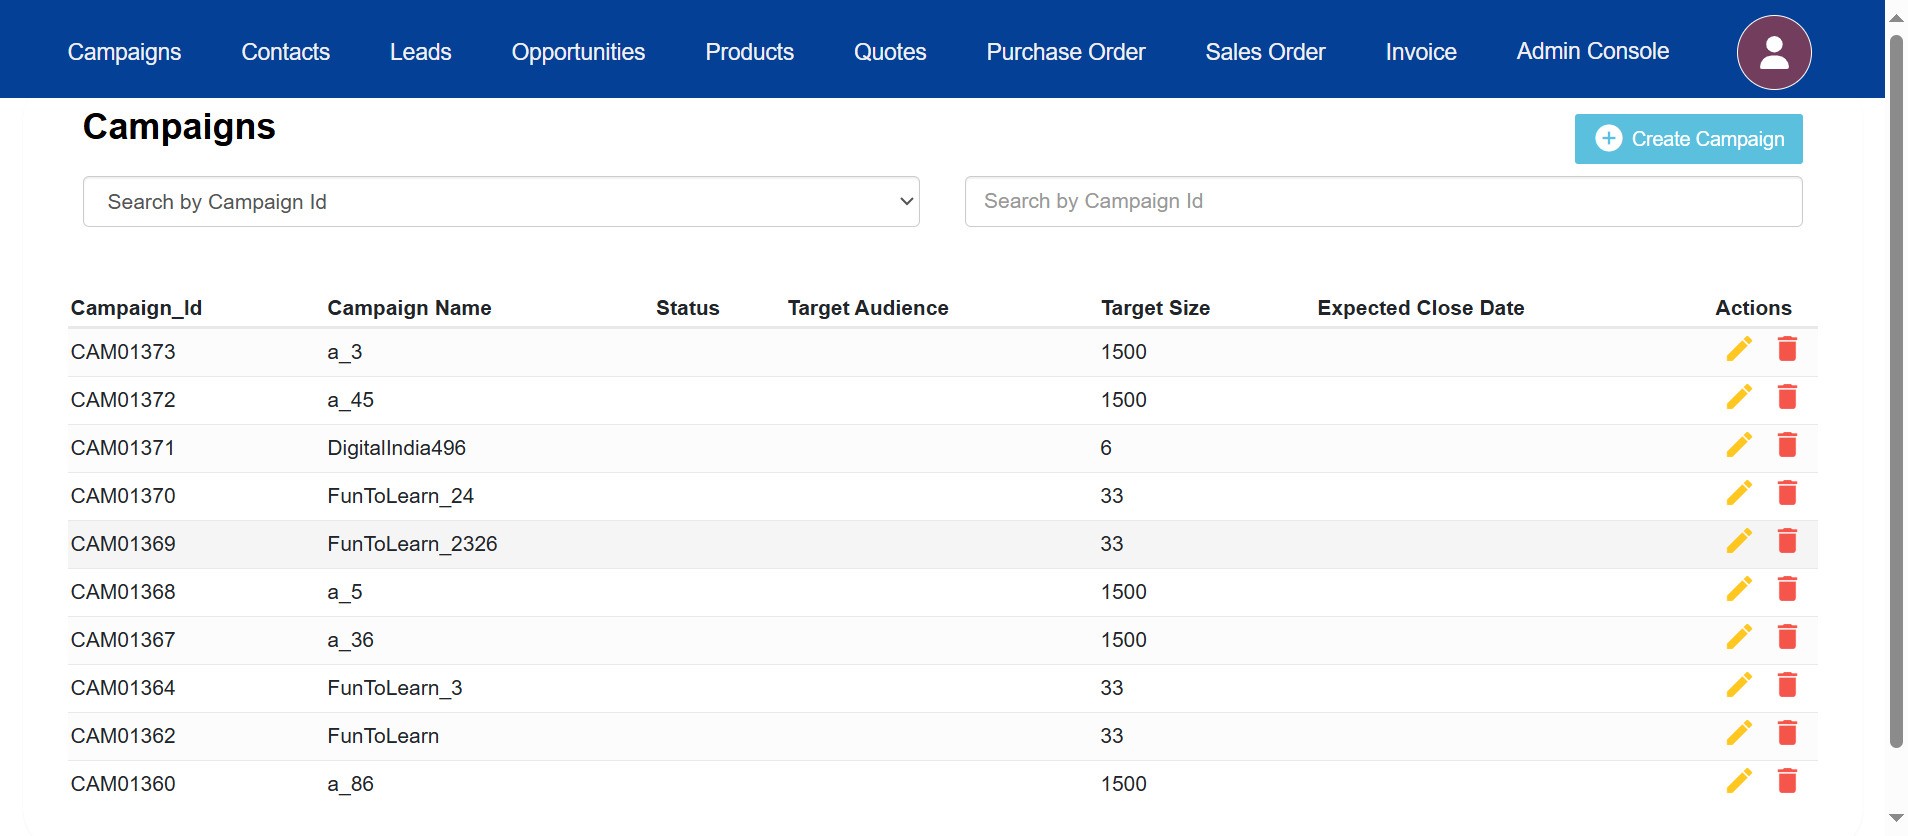 Campaigns Contacts Leads Opportunities Products Quotes Purchase Order Sales Order Invoice Admin Console
Campaigns
Create Campaign
Search by Campaign Id Search by Campaign Id
Campaign_Id Campaign Name Status Target Audience Target Size Expected Close Date Actions
CAM01373 a_3 1500
CAM01372 a_45 1500
CAM01371 DigitalIndia496 6
CAM01370 FunToLearn_24 33
CAM01369 FunToLearn_2326 33
CAM01368 a_5 1500
CAM01367 a_36 1500
CAM01364 FunToLearn_3 33
CAM01362 FunToLearn 33
CAM01360 a_86 1500